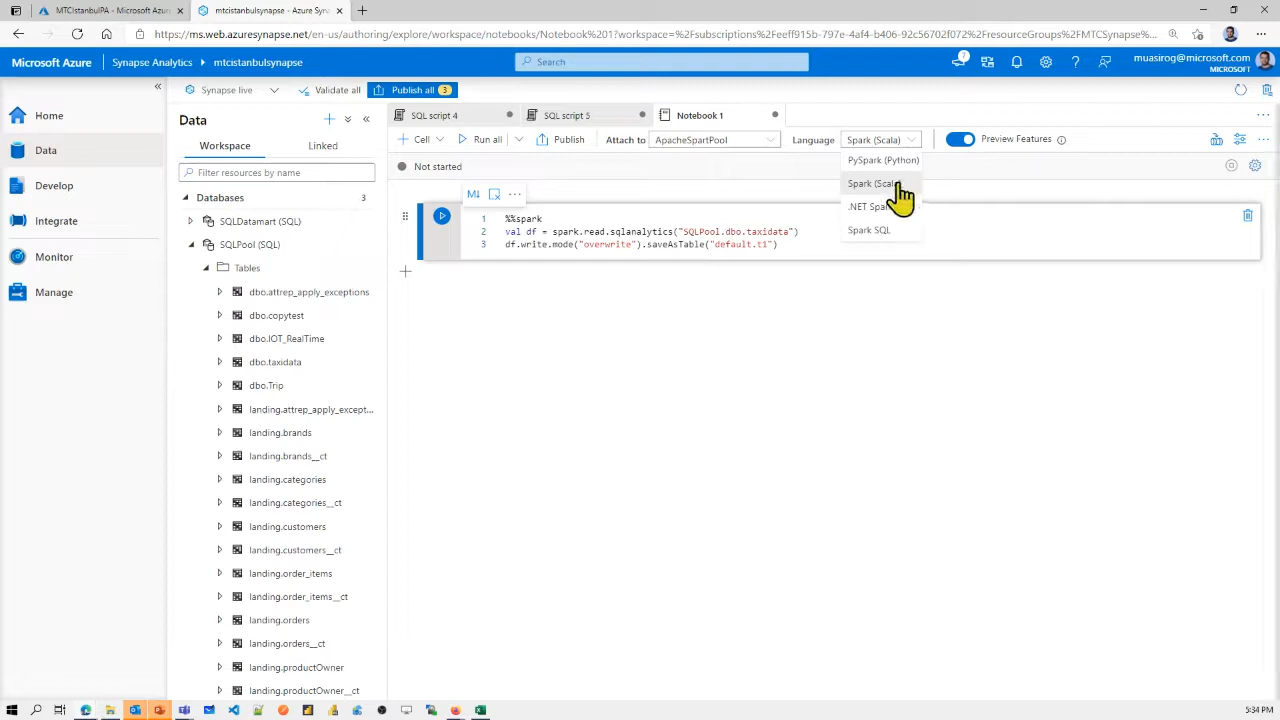 MTCIstanbulPA - Microsoft Azure
mtcistanbulsynapse - Azure Syna
https://ms.web.azuresynapse.net/en-us/authoring/explore/workspace/notebooks/Notebook%201?workspace=%2Fsubscriptions%2Feff915b-797e-4af4-b406-92c56702f072%2FresourceGroups%2FMTCSynapse...
Microsoft Azure
Synapse Analytics
mtcistanbulsynapse
Search
7
muasirog@microsoft.com
MICROSOFT
Synapse live
Validate all
Publish all
3
Home
Data
Develop
Integrate
Monitor
Manage
Data
Workspace
Linked
Filter resources by name
Databases
3
SQLDatamart (SQL)
SQLPool (SQL)
Tables
dbo.attrep_apply_exceptions
dbo.copytest
dbo.IOT_RealTime
dbo.taxidata
dbo.Trip
landing.attrep_apply_except...
landing.brands
landing.brands__ct
landing.categories
landing.categories__ct
landing.customers
landing.customers__ct
landing.order_items
landing.order_items__ct
landing.orders
landing.orders__ct
landing.productOwner
landing.productOwner__ct
SQL script 4
SQL script 5
Notebook 1
Cell
Run all
Publish
Attach to
ApacheSpartPool
Language
Spark (Scala)
Preview Features
PySpark (Python)
Spark (Scala)
.NET Spar
Spark SQL
Not started
M↓
1 %%spark
2 val df = spark.read.sqlanalytics("SQLPool.dbo.taxidata")
3 df.write.mode("overwrite").saveAsTable("default.t1")
5:34 PM